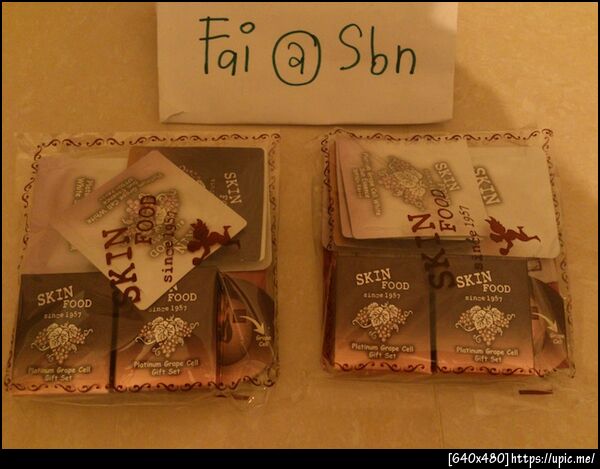 Fai @ Sbn
SKIN
FOOD
since 1957
SKIN
FOOD
since 1957
Platinum Grape Cell
Gift Set
SKIN
FOOD
since 1957
Platinum Grape Cell
Gift Set
SKIN
SKIN
FOOD
since 1957
SKIN
FOOD
since 1957
Platinum Grape Cell
Gift Set
SKIN
FOOD
since 1957
Platinum Grape Cell
Gift Set
[640x480]https://upic.me/